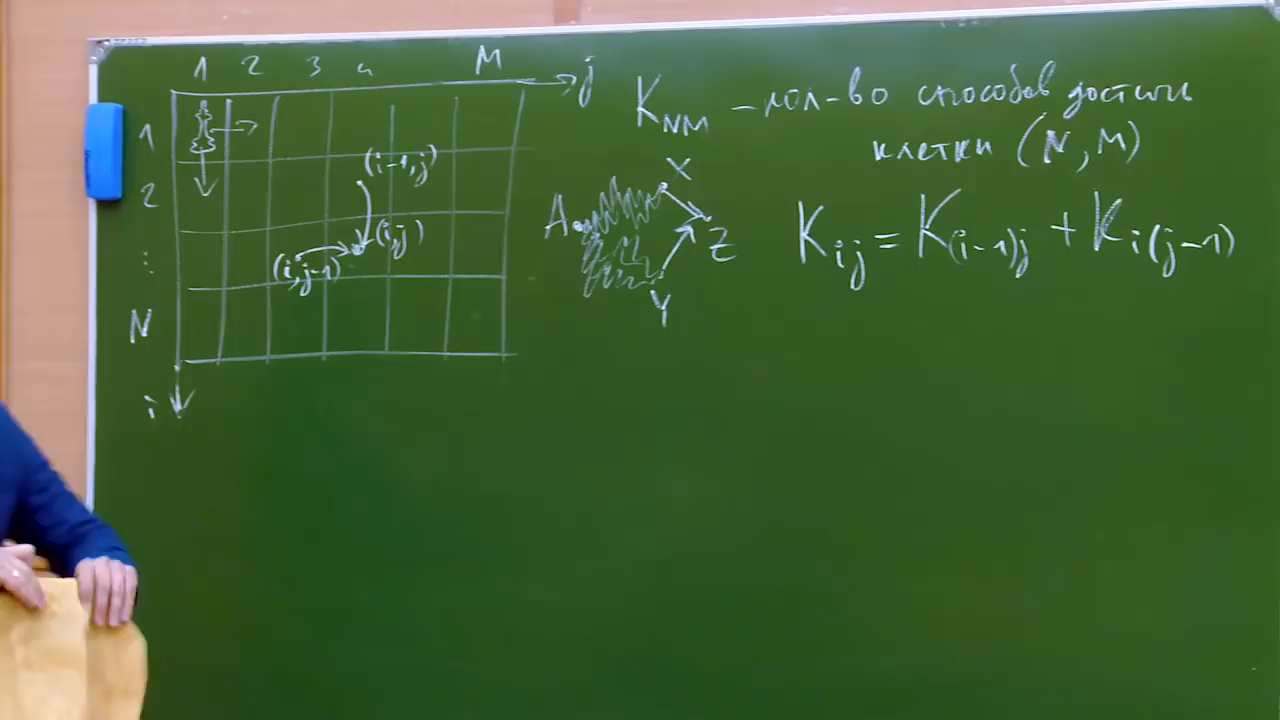 1 2 3 4 M j
K_NM – кол-во способов достичь
клетки (N, M)
1
2
⋮
N
i
(i-1,j)
(i,j)
(i,j-1)
A X Z Y
K_ij = K_(i-1)j + K_i(j-1)